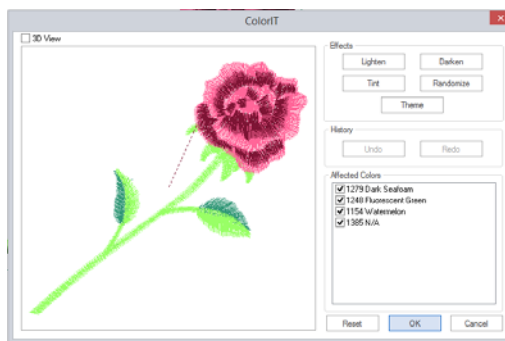 ColorIT
3D View
Effects
Lighten Darken
Tint Randomize
Theme
History
Undo Redo
Affected Colors
1279 Dark Seafoam
1248 Fluorescent Green
1154 Watermelon
1385 N/A
Reset OK Cancel